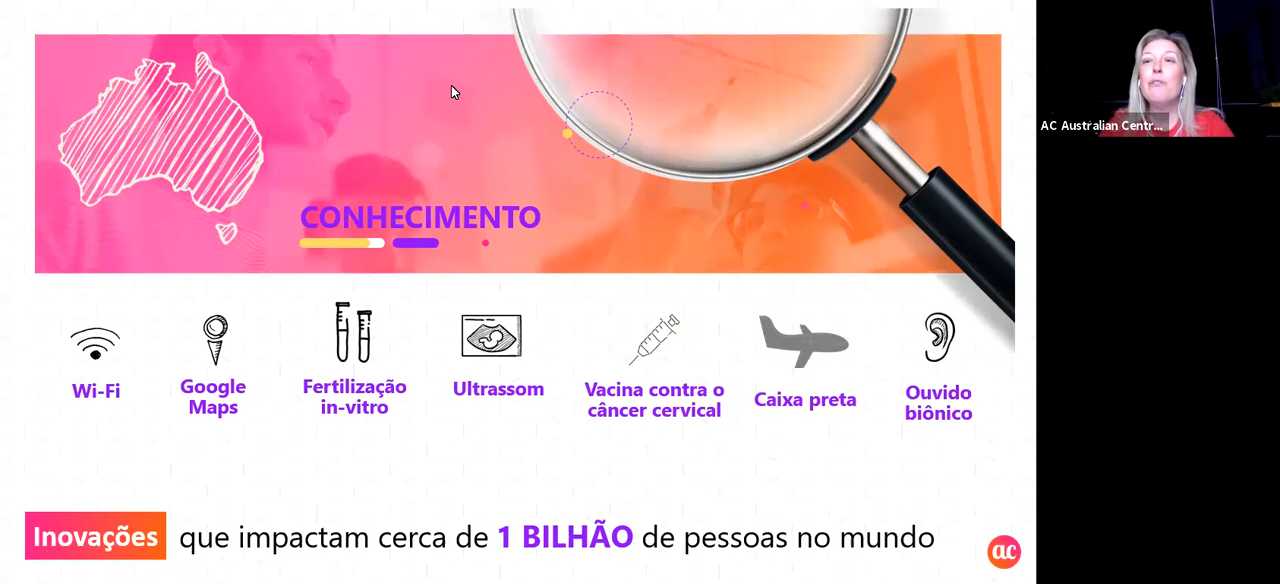 AC Australian Centr...
CONHECIMENTO
Wi-Fi
Google
Maps
Fertilização
in-vitro
Ultrassom
Vacina contra o
câncer cervical
Caixa preta
Ouvido
biônico
Inovações que impactam cerca de 1 BILHÃO de pessoas no mundo
ac